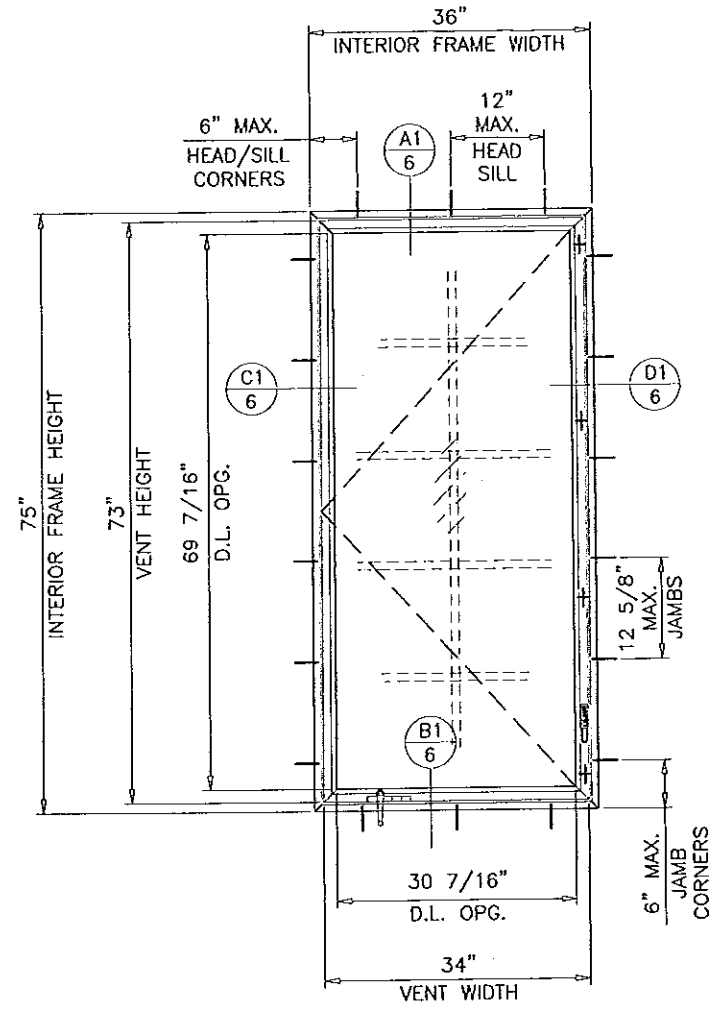 36"
INTERIOR FRAME WIDTH
6" MAX.
HEAD/SILL
CORNERS
A1
6
12"
MAX.
HEAD
SILL
C1
6
D1
6
75"
INTERIOR FRAME HEIGHT
73"
VENT HEIGHT
69 7/16"
D.L. OPG.
12 5/8"
MAX.
JAMBS
B1
6
6" MAX.
JAMB
CORNERS
30 7/16"
D.L. OPG.
34"
VENT WIDTH